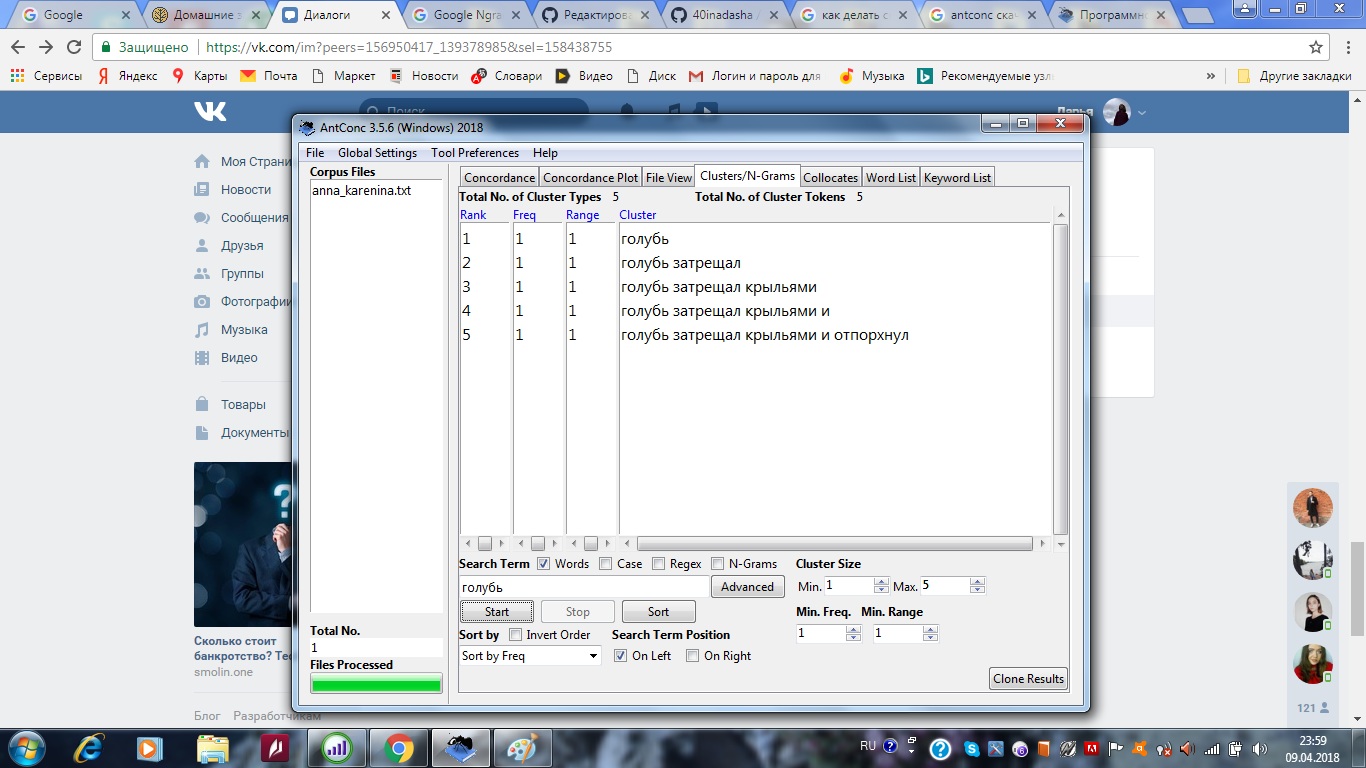 Google
Домашние з
Диалоги
Google Ngra
Редактирова
40inadasha /
как делать с
antconc скач
Программн
Защищено https://vk.com/im?peers=156950417_139378985&sel=158438755
Сервисы Яндекс Карты Почта Маркет Новости Словари Видео Диск Логин и пароль для Музыка Рекомендуемые узл » Другие закладки
Поиск Дарья
AntConc 3.5.6 (Windows) 2018
File Global Settings Tool Preferences Help
Моя Страни
Новости
Сообщения
Друзья
Группы
Фотографии
Музыка
Видео
Товары
Документы
Сколько стоит
банкротство? Тес
smolin.one
Блог Разработчикам
Corpus Files
anna_karenina.txt
Total No.
1
Files Processed
Concordance Concordance Plot File View Clusters/N-Grams Collocates Word List Keyword List
Total No. of Cluster Types 5 Total No. of Cluster Tokens 5
Rank Freq Range Cluster
1 1 1 голубь
2 1 1 голубь затрещал
3 1 1 голубь затрещал крыльями
4 1 1 голубь затрещал крыльями и
5 1 1 голубь затрещал крыльями и отпорхнул
Search Term Words Case Regex N-Grams Cluster Size
голубь Advanced Min. 1 Max. 5
Start Stop Sort Min. Freq. Min. Range
Sort by Invert Order Search Term Position 1 1
Sort by Freq On Left On Right
Clone Results
121
RU 23:59
09.04.2018